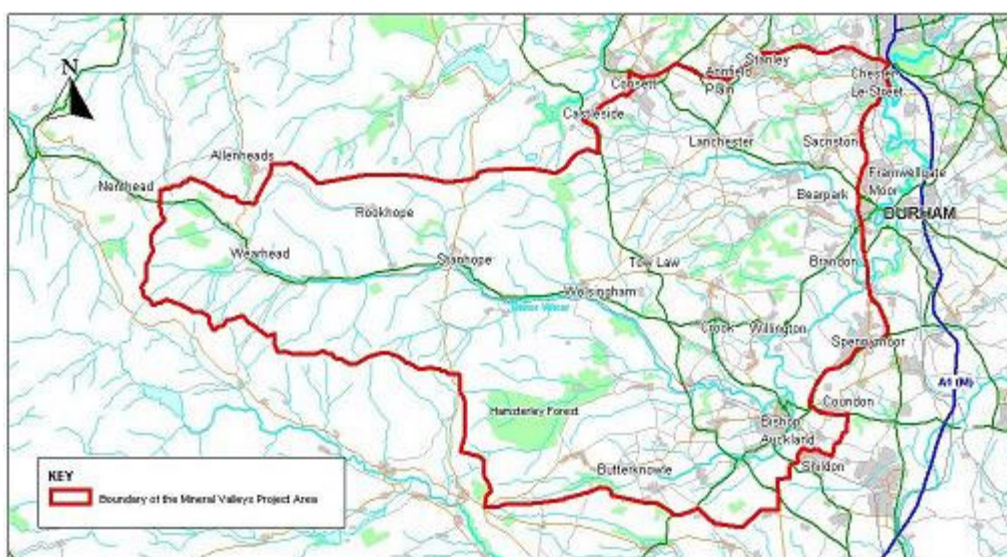 N
Stanley
Consett
Annfield
Plain
Chester
Le-Street
Castleside
Lanchester
Sacriston
Allenheads
Framwellgate
Moor
Nenthead
Bearpark
Rookhope
DURHAM
Wearhead
Stanhope
Tow Law
Brandon
Wolsingham
River Wear
Crook
Willington
Spennymoor
A1 (M)
Coundon
Hamsterley Forest
Bishop
Auckland
Butterknowle
Shildon
KEY
Boundary of the Mineral Valleys Project Area